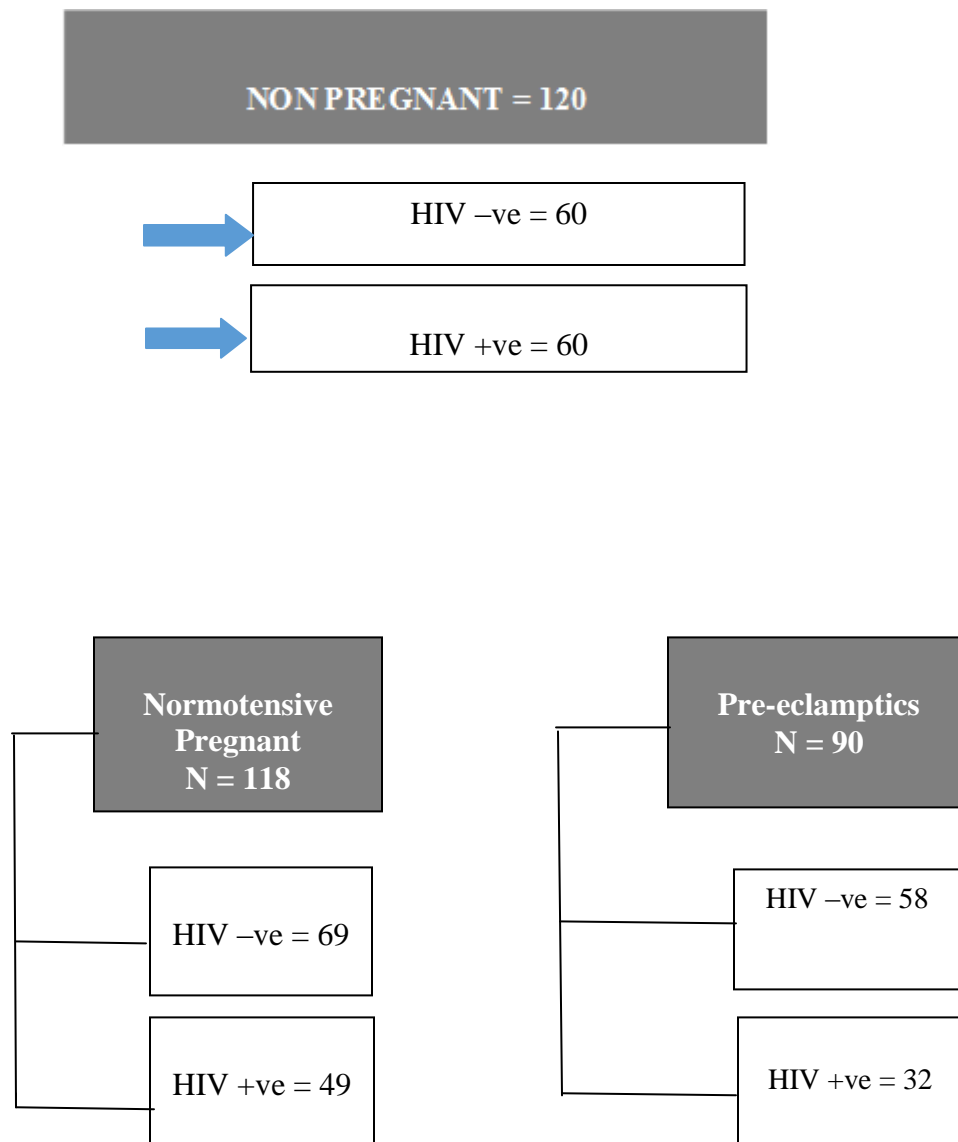 NON PREGNANT = 120
HIV –ve = 60
HIV +ve = 60
Normotensive
Pregnant
N = 118
HIV –ve = 69
HIV +ve = 49
Pre-eclamptics
N = 90
HIV –ve = 58
HIV +ve = 32